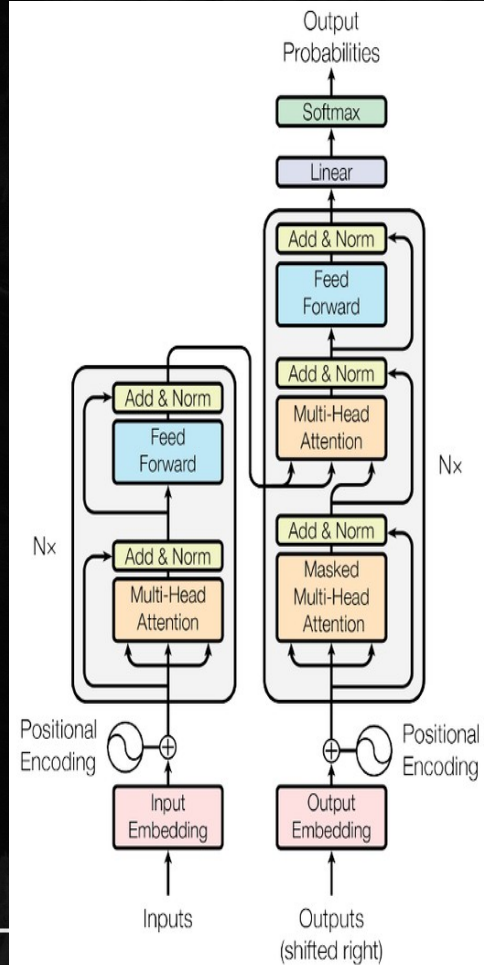 Output
Probabilities
Softmax
Linear
Add & Norm
Feed
Forward
Add & Norm
Multi-Head
Attention
Add & Norm
Masked
Multi-Head
Attention
N×
Add & Norm
Feed
Forward
Add & Norm
Multi-Head
Attention
N×
Positional
Encoding
Positional
Encoding
Input
Embedding
Output
Embedding
Inputs
Outputs
(shifted right)